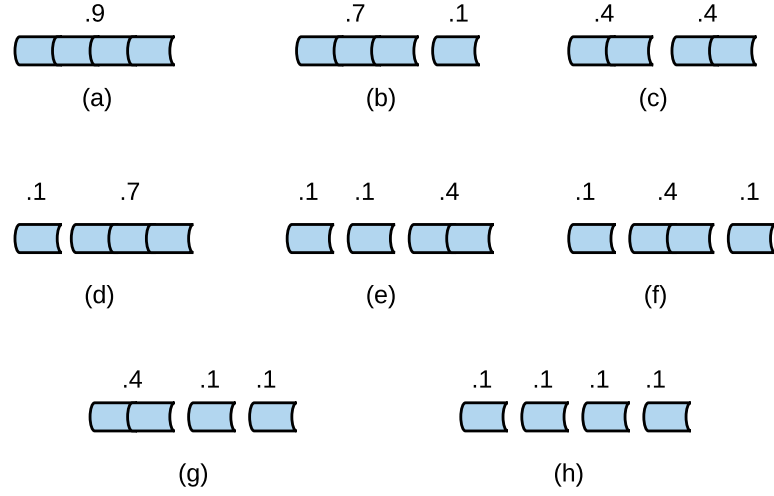 .9 .7 .1 .4 .4
(a) (b) (c)
.1 .7 .1 .1 .4 .1 .4 .1
(d) (e) (f)
.4 .1 .1 .1 .1 .1 .1
(g) (h)